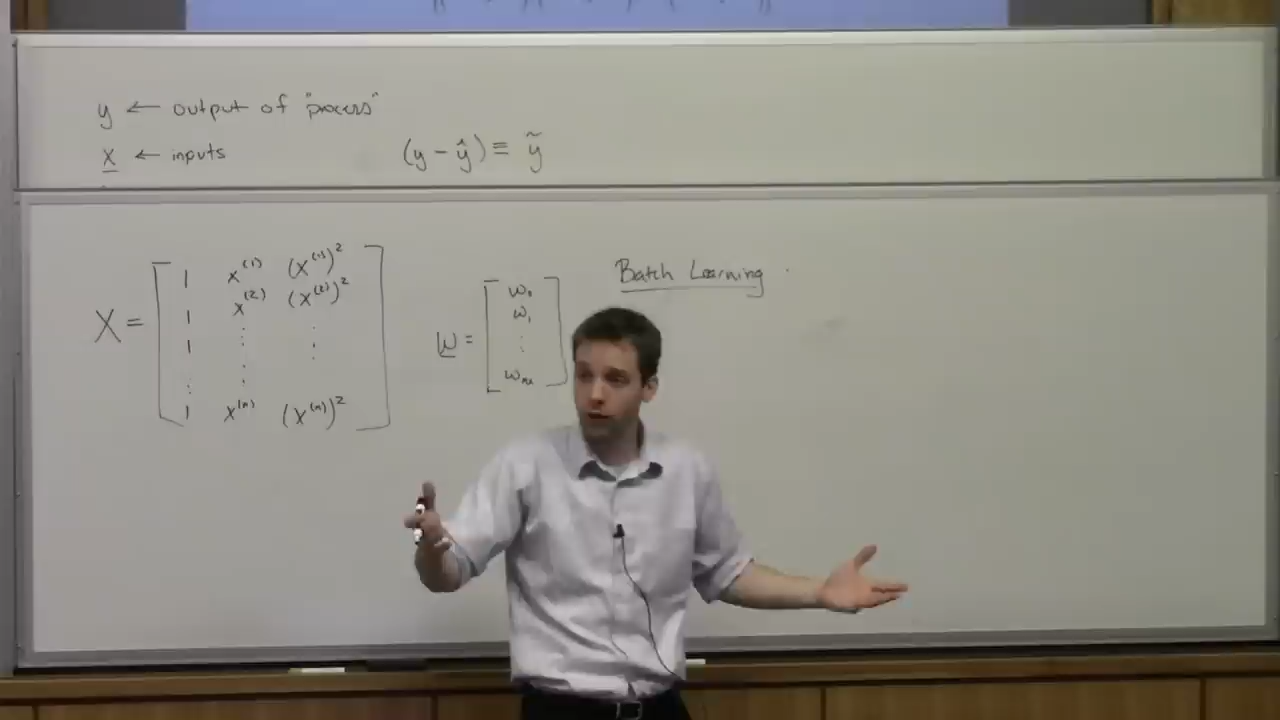 y ← output of "process"
x ← inputs
(y - ŷ) ≡ ỹ
X = [ 1 x⁽¹⁾ (x⁽¹⁾)²
1 x⁽²⁾ (x⁽²⁾)²
1 ⋮ ⋮
⋮ ⋮
1 x⁽ⁿ⁾ (x⁽ⁿ⁾)² ]
w = [ w₀
w₁
⋮
wₘ ]
Batch Learning